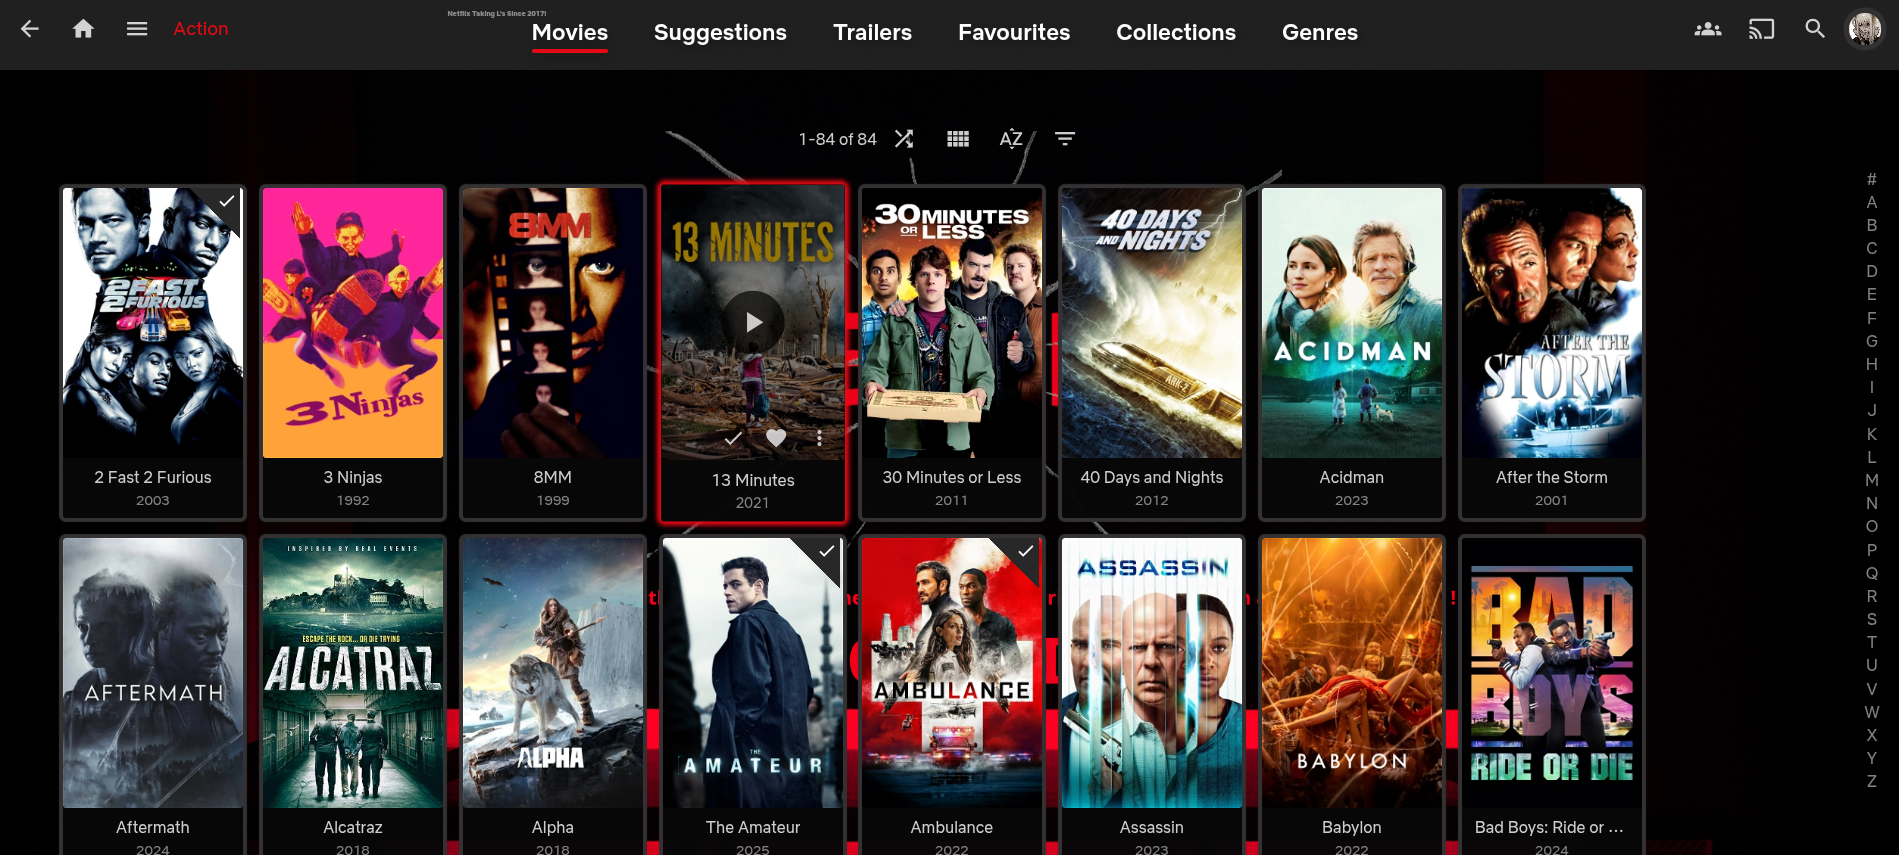 Netflix Taking L's Since 2017!
Action
Movies
Suggestions
Trailers
Favourites
Collections
Genres
1-84 of 84
AZ
2 FAST
2 FURIOUS
3 Ninjas
8MM
13 MINUTES
30 MINUTES
OR LESS
40 DAYS
AND NIGHTS
ARK-2
ACIDMAN
AFTER THE
STORM
2 Fast 2 Furious
2003
3 Ninjas
1992
8MM
1999
13 Minutes
2021
30 Minutes or Less
2011
40 Days and Nights
2012
Acidman
2023
After the Storm
2001
AFTERMATH
INSPIRED BY REAL EVENTS
ESCAPE THE ROCK... OR DIE TRYING
ALCATRAZ
ALPHA
THE
AMATEUR
AMBULANCE
ASSASSIN
BABYLON
BAD
BOYS
RIDE OR DIE
Aftermath
2024
Alcatraz
2018
Alpha
2018
The Amateur
2025
Ambulance
2022
Assassin
2023
Babylon
2022
Bad Boys: Ride or ...
2024
#
A
B
C
D
E
F
G
H
I
J
K
L
M
N
O
P
Q
R
S
T
U
V
W
X
Y
Z